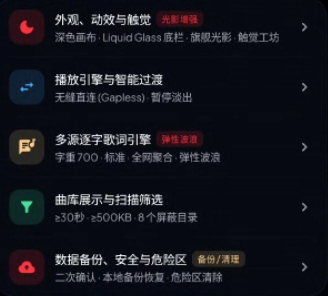 外观、动效与触觉 光影增强
深色画布 · Liquid Glass 底栏 · 旗舰光影 · 触觉工坊
播放引擎与智能过渡
无缝直连 (Gapless) · 暂停淡出
多源逐字歌词引擎 弹性波浪
字重 700 · 标准 · 全网聚合 · 弹性波浪
曲库展示与扫描筛选
≥30秒 · ≥500KB · 8 个屏蔽目录
数据备份、安全与危险区 备份/清理
二次确认 · 本地备份恢复 · 危险区清除